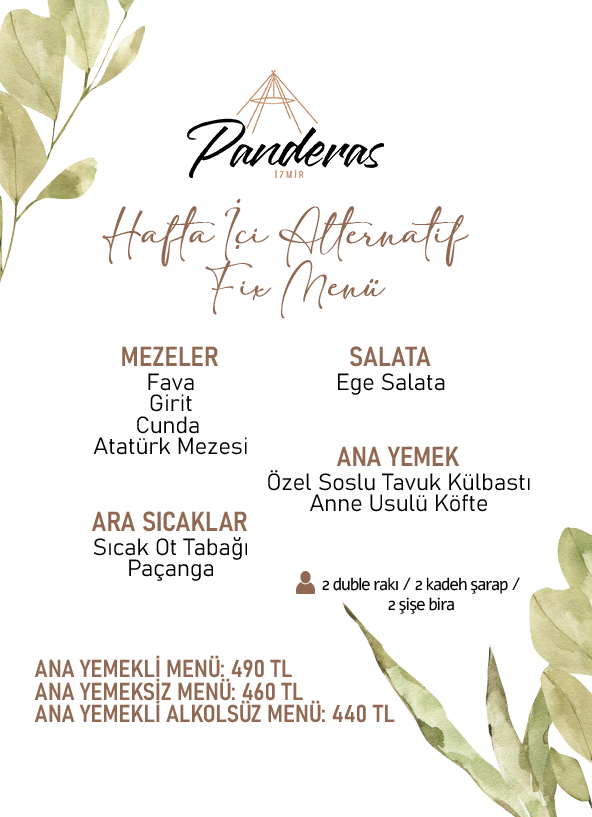 Panderas
İZMİR
Hafta İçi Alternatif
Fix Menü
MEZELER
Fava
Girit
Cunda
Atatürk Mezesi
ARA SICAKLAR
Sıcak Ot Tabağı
Paçanga
SALATA
Ege Salata
ANA YEMEK
Özel Soslu Tavuk Külbastı
Anne Usulü Köfte
2 duble rakı / 2 kadeh şarap /
2 şişe bira
ANA YEMEKLİ MENÜ: 490 TL
ANA YEMEKSİZ MENÜ: 460 TL
ANA YEMEKLİ ALKOLSÜZ MENÜ: 440 TL